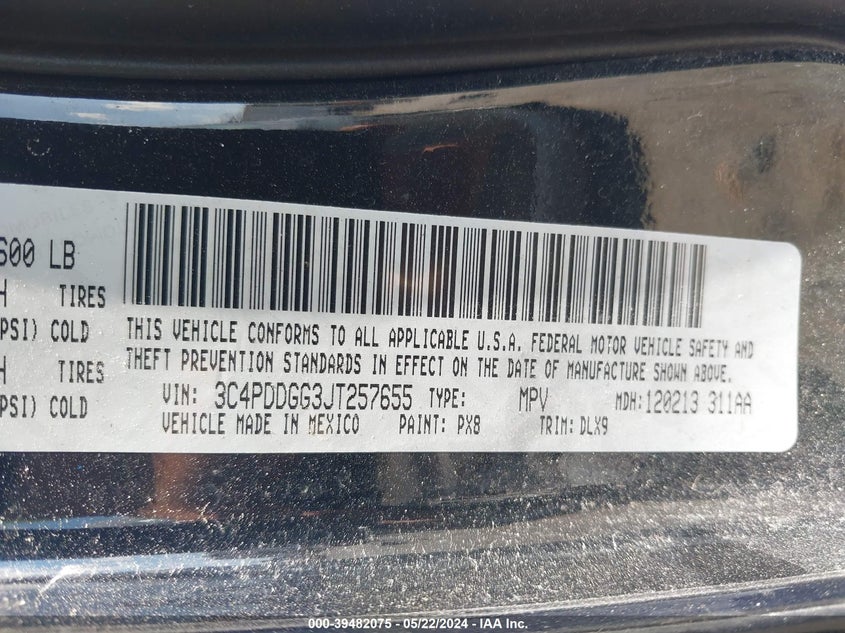 600 LB
TIRES
PSI) COLD
TIRES
PSI) COLD
THIS VEHICLE CONFORMS TO ALL APPLICABLE U.S.A. FEDERAL MOTOR VEHICLE SAFETY AND
THEFT PREVENTION STANDARDS IN EFFECT ON THE DATE OF MANUFACTURE SHOWN ABOVE.
VIN: 3C4PDDGG3JT257655 TYPE: MPV MDH:120213 311AA
VEHICLE MADE IN MEXICO PAINT: PX8 TRIM: DLX9
000-39482075 - 05/22/2024 - IAA Inc.